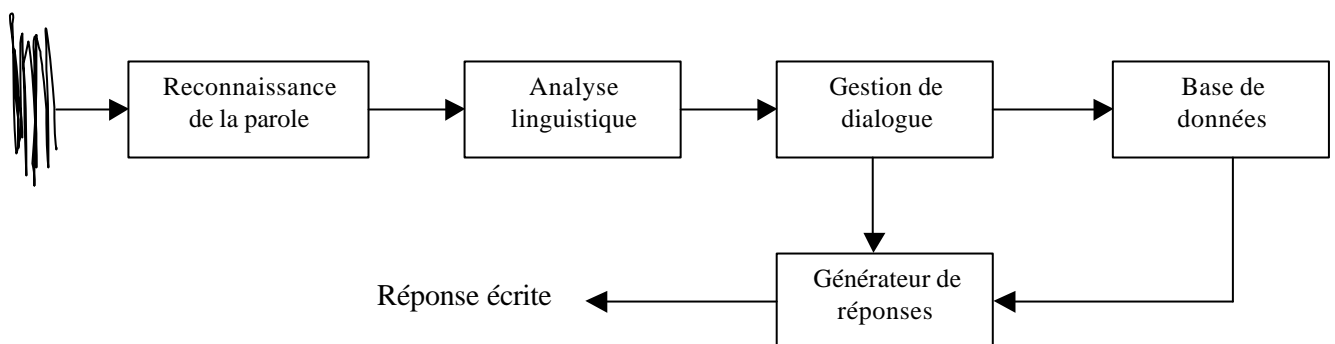 Reconnaissance
de la parole
Analyse
linguistique
Gestion de
dialogue
Base de
données
Générateur de
réponses
Réponse écrite